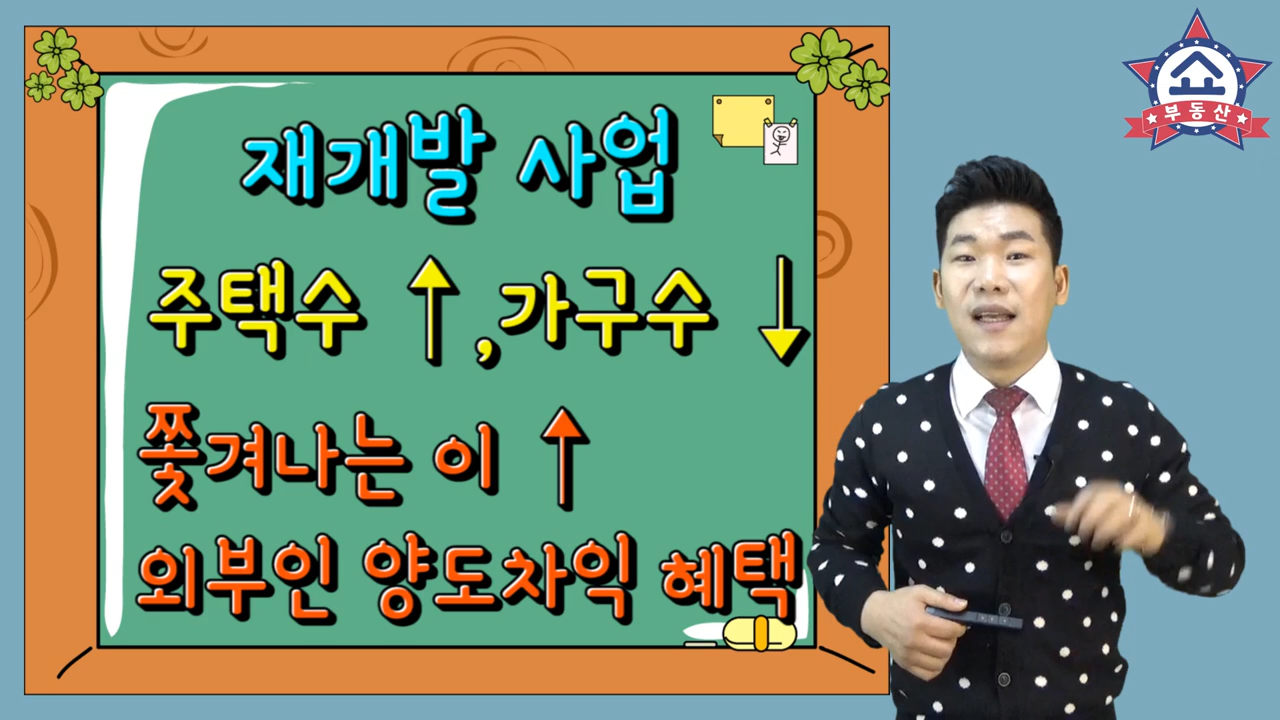 재개발 사업
주택수 ↑, 가구수 ↓
쫓겨나는 이 ↑
외부인 양도차익 혜택
쇼
부동산